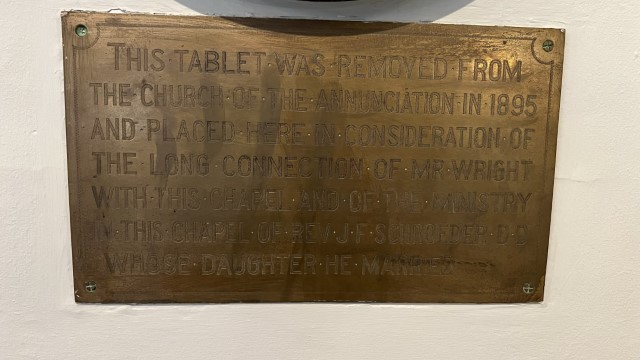 THIS TABLET WAS REMOVED FROM
THE CHURCH OF THE ANNUNCIATION IN 1895
AND PLACED HERE IN CONSIDERATION OF
THE LONG CONNECTION OF MR WRIGHT
WITH THIS CHAPEL AND OF THE MINISTRY
IN THIS CHAPEL OF REV J F SCHROEDER D D
WHOSE DAUGHTER HE MARRIED